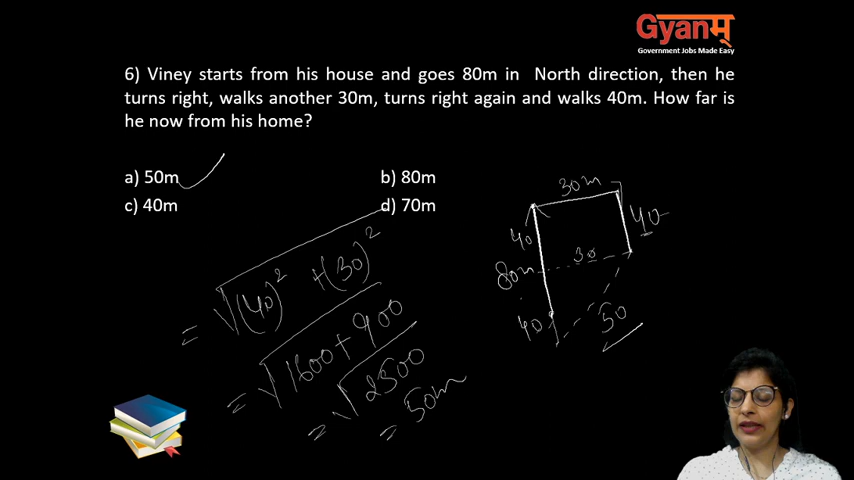 Gyanम्
Government Jobs Made Easy
6) Viney starts from his house and goes 80m in North direction, then he
turns right, walks another 30m, turns right again and walks 40m. How far is
he now from his home?
a) 50m
b) 80m
c) 40m
d) 70m
30m
40
40
30
80m
40
50
= √(40)² + (30)²
= √1600 + 900
= √2500
= 50m